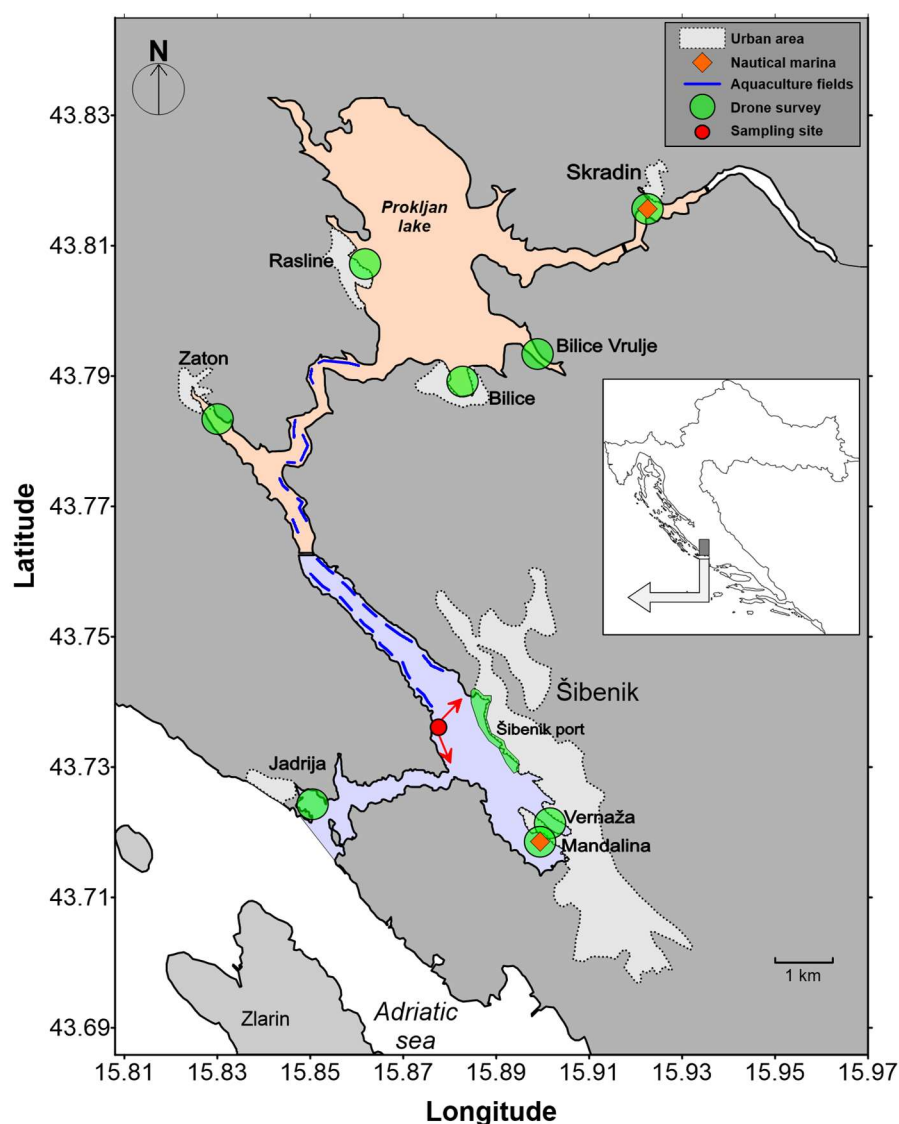 N
Urban area
Nautical marina
Aquaculture fields
Drone survey
Sampling site
43.83
43.81
43.79
43.77
43.75
43.73
43.71
43.69
Latitude
Skradin
Prokljan
lake
Rasline
Bilice Vrulje
Zaton
Bilice
Šibenik
Šibenik port
Jadrija
Vernaža
Mandalina
1 km
Zlarin
Adriatic
sea
15.81 15.83 15.85 15.87 15.89 15.91 15.93 15.95 15.97
Longitude